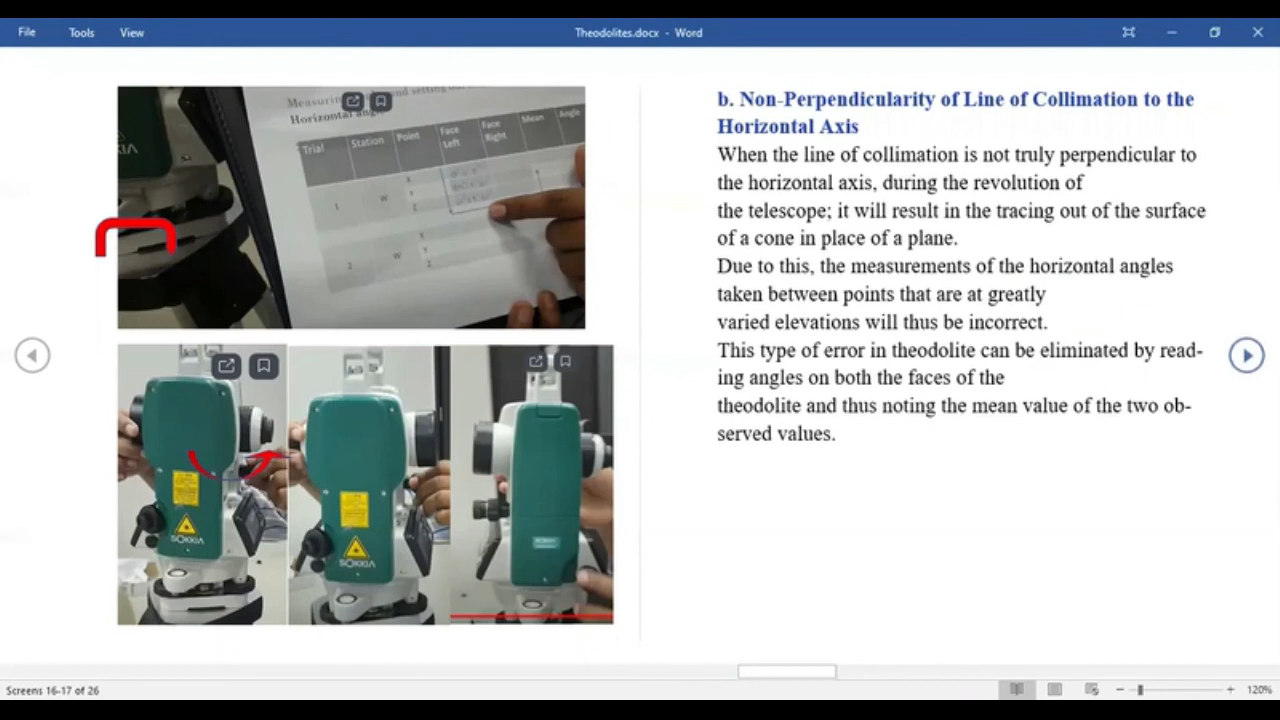 File
Tools
View
Theodolites.docx - Word
Horizontal angle
Trial
Station
Point
Face Left
Face Right
Mean
Angle
1
W
X
Y
Z
2
W
X
Y
Z
SOKKIA
SOKKIA
b. Non-Perpendicularity of Line of Collimation to the
Horizontal Axis
When the line of collimation is not truly perpendicular to
the horizontal axis, during the revolution of
the telescope; it will result in the tracing out of the surface
of a cone in place of a plane.
Due to this, the measurements of the horizontal angles
taken between points that are at greatly
varied elevations will thus be incorrect.
This type of error in theodolite can be eliminated by read-
ing angles on both the faces of the
theodolite and thus noting the mean value of the two ob-
served values.
Screens 16-17 of 26
120%